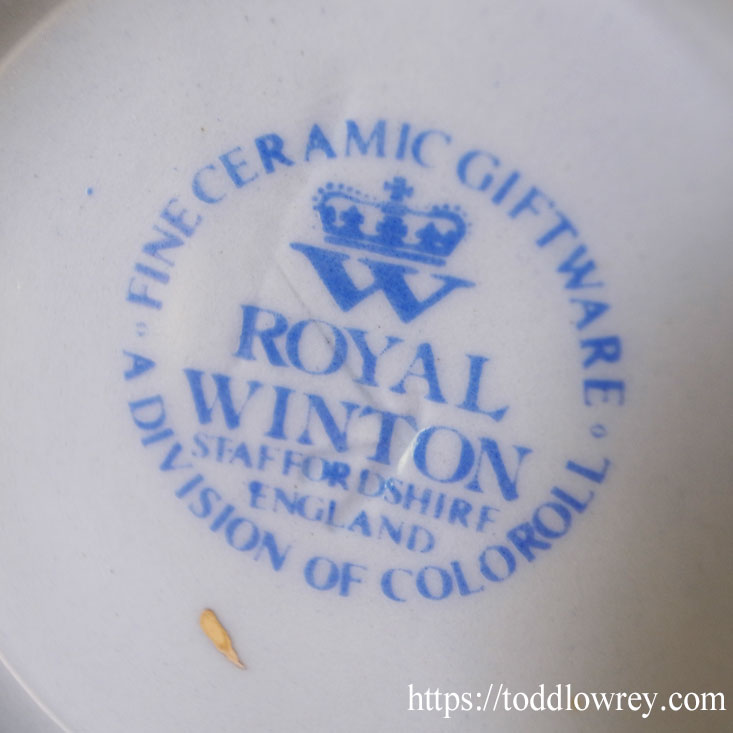 FINE CERAMIC GIFTWARE
W
ROYAL
WINTON
STAFFORDSHIRE
ENGLAND
A DIVISION OF COLOROLL
https://toddlowrey.com